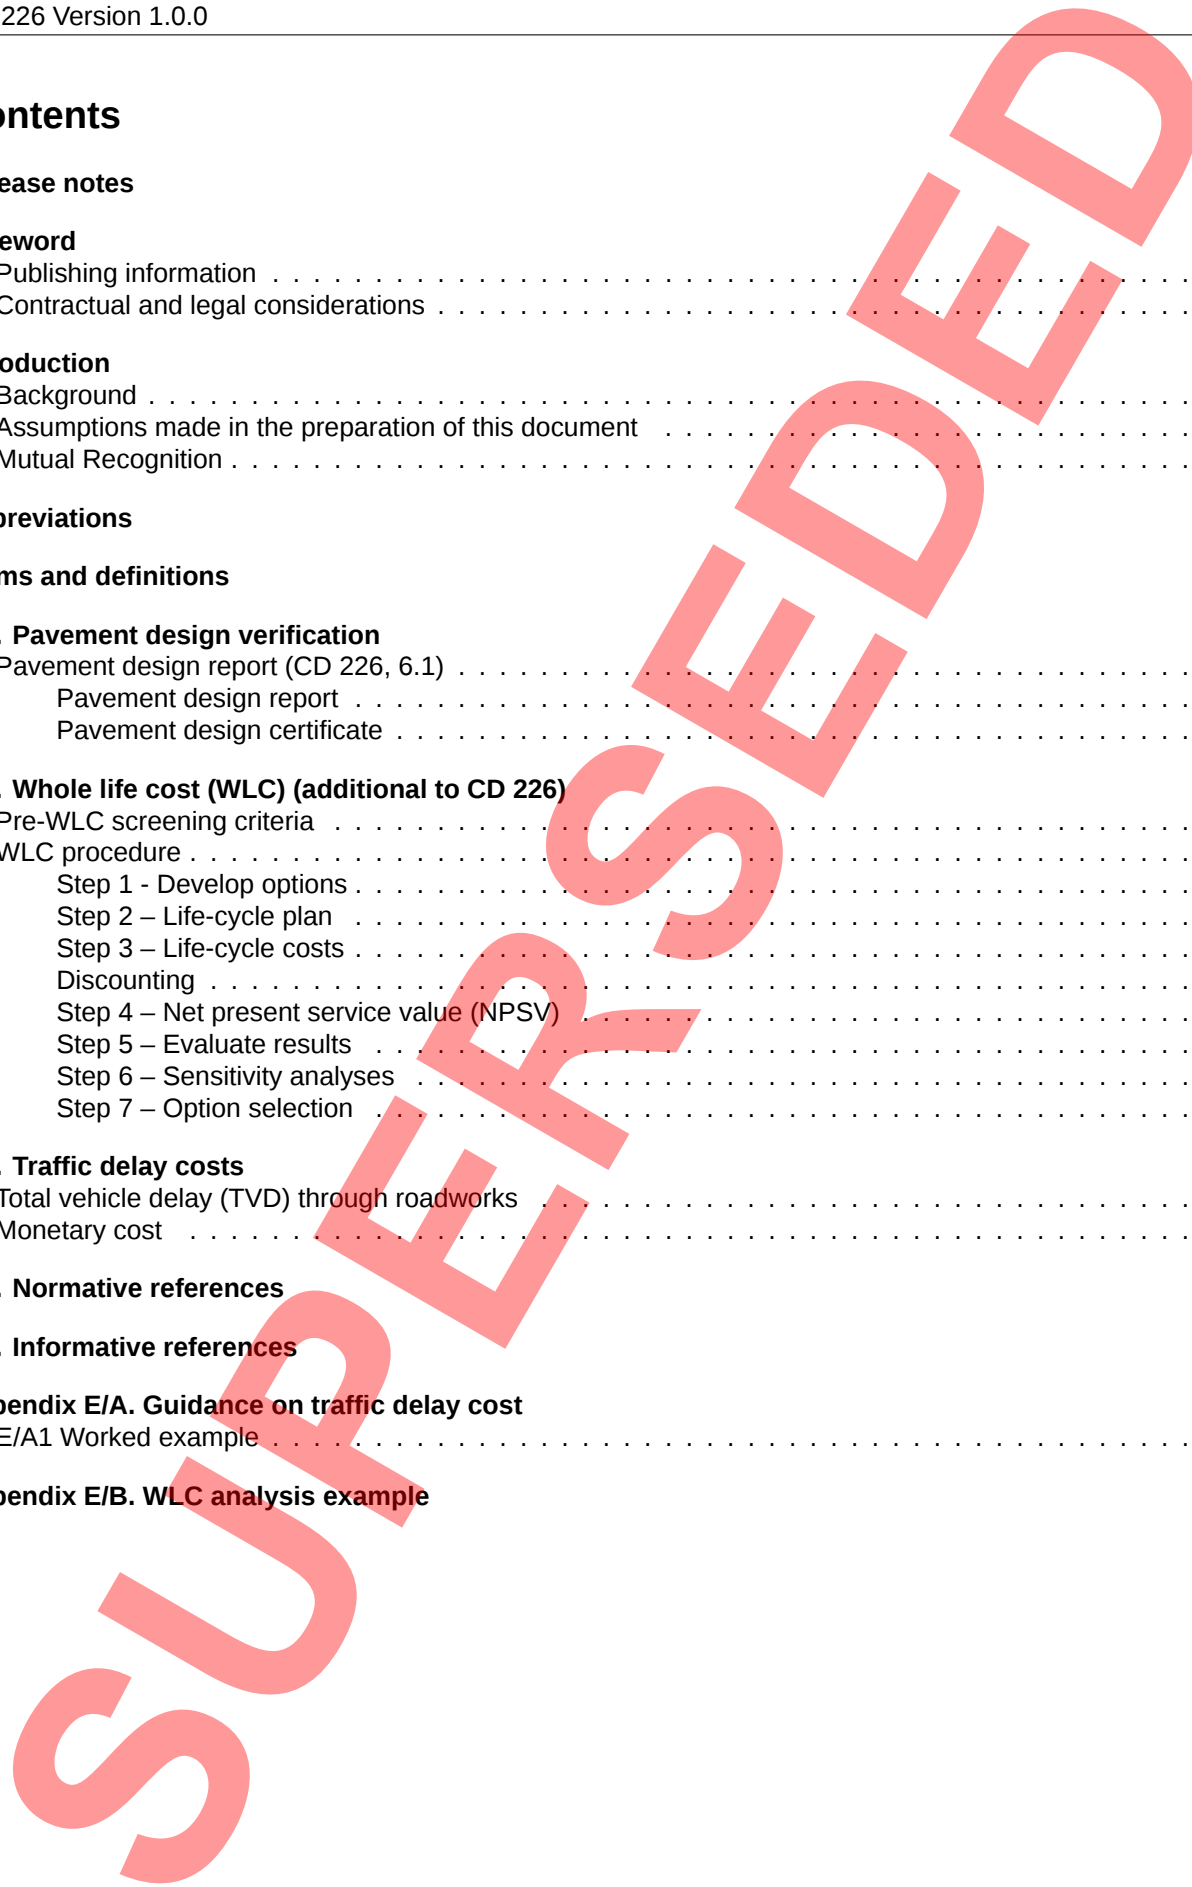 226 Version 1.0.0
ontents
ease notes
eword
Publishing information . . . . . . . . . . . . . . . . . . . . . . . . . . . . . . . . . . . . . . . . . . . . .
Contractual and legal considerations . . . . . . . . . . . . . . . . . . . . . . . . . . . . . . . . . . . . .
oduction
Background . . . . . . . . . . . . . . . . . . . . . . . . . . . . . . . . . . . . . . . . . . . . . . . . . . .
Assumptions made in the preparation of this document . . . . . . . . . . . . . . . . . . . . . . . . . .
Mutual Recognition . . . . . . . . . . . . . . . . . . . . . . . . . . . . . . . . . . . . . . . . . . . . . . .
breviations
ms and definitions
. Pavement design verification
Pavement design report (CD 226, 6.1) . . . . . . . . . . . . . . . . . . . . . . . . . . . . . . . . . . . .
Pavement design report . . . . . . . . . . . . . . . . . . . . . . . . . . . . . . . . . . . . . . . . .
Pavement design certificate . . . . . . . . . . . . . . . . . . . . . . . . . . . . . . . . . . . . . . .
. Whole life cost (WLC) (additional to CD 226)
Pre-WLC screening criteria . . . . . . . . . . . . . . . . . . . . . . . . . . . . . . . . . . . . . . . . . .
WLC procedure . . . . . . . . . . . . . . . . . . . . . . . . . . . . . . . . . . . . . . . . . . . . . . . . .
Step 1 - Develop options . . . . . . . . . . . . . . . . . . . . . . . . . . . . . . . . . . . . . . . . .
Step 2 – Life-cycle plan . . . . . . . . . . . . . . . . . . . . . . . . . . . . . . . . . . . . . . . . .
Step 3 – Life-cycle costs . . . . . . . . . . . . . . . . . . . . . . . . . . . . . . . . . . . . . . . . .
Discounting . . . . . . . . . . . . . . . . . . . . . . . . . . . . . . . . . . . . . . . . . . . . . . . .
Step 4 – Net present service value (NPSV) . . . . . . . . . . . . . . . . . . . . . . . . . . . . . .
Step 5 – Evaluate results . . . . . . . . . . . . . . . . . . . . . . . . . . . . . . . . . . . . . . . .
Step 6 – Sensitivity analyses . . . . . . . . . . . . . . . . . . . . . . . . . . . . . . . . . . . . . .
Step 7 – Option selection . . . . . . . . . . . . . . . . . . . . . . . . . . . . . . . . . . . . . . . .
. Traffic delay costs
Total vehicle delay (TVD) through roadworks . . . . . . . . . . . . . . . . . . . . . . . . . . . . . . . .
Monetary cost . . . . . . . . . . . . . . . . . . . . . . . . . . . . . . . . . . . . . . . . . . . . . . . . .
. Normative references
. Informative references
pendix E/A. Guidance on traffic delay cost
E/A1 Worked example . . . . . . . . . . . . . . . . . . . . . . . . . . . . . . . . . . . . . . . . . . . . .
pendix E/B. WLC analysis example
SUPERSEDED